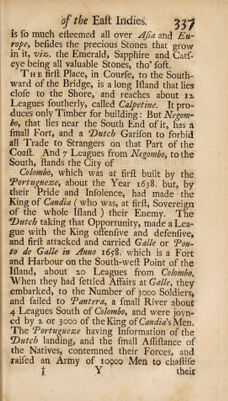 of the East Indies. 337
is so much esteemed all over Asia and Eu-
rope, besides the precious Stones that grow
in it, viz. the Emerald, Sapphire and Cats-
eye being all valuable Stones, tho' soft.
THE first Place, in Course, to the South-
ward of the Bridge, is a long Island that lies
close to the Shore, and reaches about 12
Leagues southerly, called Calpetine. It pro-
duces only Timber for building: But Negom-
bo, that lies near the South End of it, has a
small Fort, and a Dutch Garison to forbid
all Trade to Strangers on that Part of the
Coast. And 7 Leagues from Negombo, to the
South, stands the City of
Colombo, which was at first built by the
Portugueze, about the Year 1638. but, by
their Pride and Insolence, had made the
King of Candia (who was, at first, Sovereign
of the whole Island) their Enemy. The
Dutch taking that Opportunity, made a Lea-
gue with the King offensive and defensive,
and first attacked and carried Galle or Pon-
to de Galle in Anno 1658. which is a Fort
and Harbour on the South-west Point of the
Island, about 20 Leagues from Colombo.
When they had settled Affairs at Galle, they
embarked, to the Number of 3000 Soldiers,
and sailed to Pantera, a small River about
4 Leagues South of Colombo, and were joyn-
ed by 2 or 3000 of the King of Candia's Men.
The Portugueze having Information of the
Dutch landing, and the small Assistance of
the Natives, contemned their Forces, and
raised an Army of 10000 Men to chastise
Y their